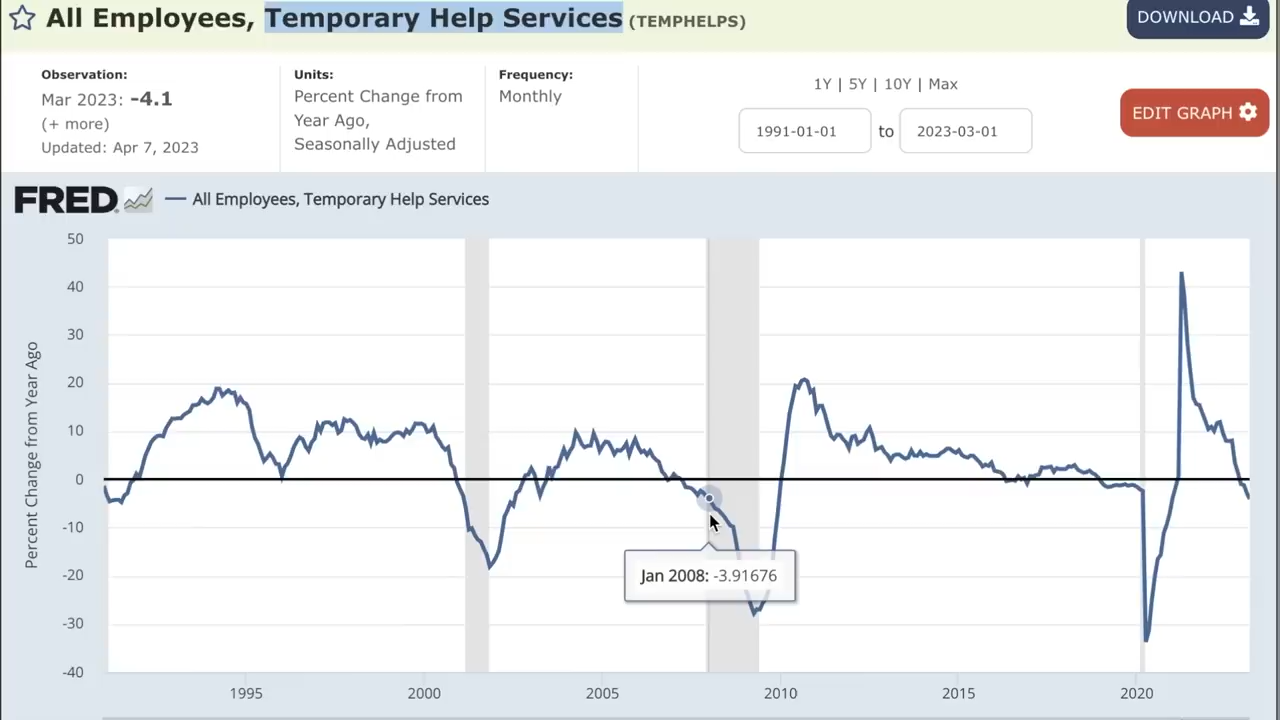 All Employees, Temporary Help Services (TEMPHELPS)
DOWNLOAD
Observation:
Mar 2023: -4.1
(+ more)
Updated: Apr 7, 2023
Units:
Percent Change from
Year Ago,
Seasonally Adjusted
Frequency:
Monthly
1Y | 5Y | 10Y | Max
1991-01-01 to 2023-03-01
EDIT GRAPH
FRED
All Employees, Temporary Help Services
Percent Change from Year Ago
50
40
30
20
10
0
-10
-20
-30
-40
Jan 2008: -3.91676
1995 2000 2005 2010 2015 2020